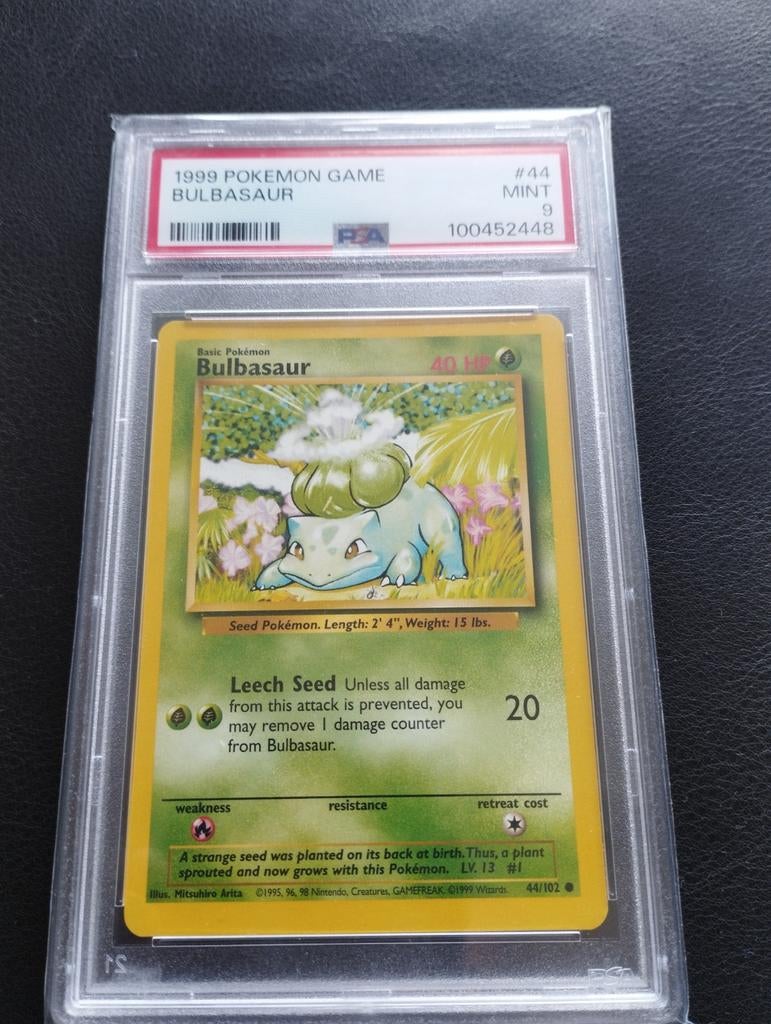 1999 POKEMON GAME #44
BULBASAUR MINT
9
PSA 100452448
Basic Pokémon
Bulbasaur 40 HP
Seed Pokémon. Length: 2' 4", Weight: 15 lbs.
Leech Seed Unless all damage
from this attack is prevented, you
may remove 1 damage counter
from Bulbasaur.
20
weakness resistance retreat cost
A strange seed was planted on its back at birth. Thus, a plant
sprouted and now grows with this Pokémon. LV. 13 #1
Illus. Mitsuhiro Arita ©1995, 96, 98 Nintendo, Creatures, GAMEFREAK. ©1999 Wizards. 44/102
21